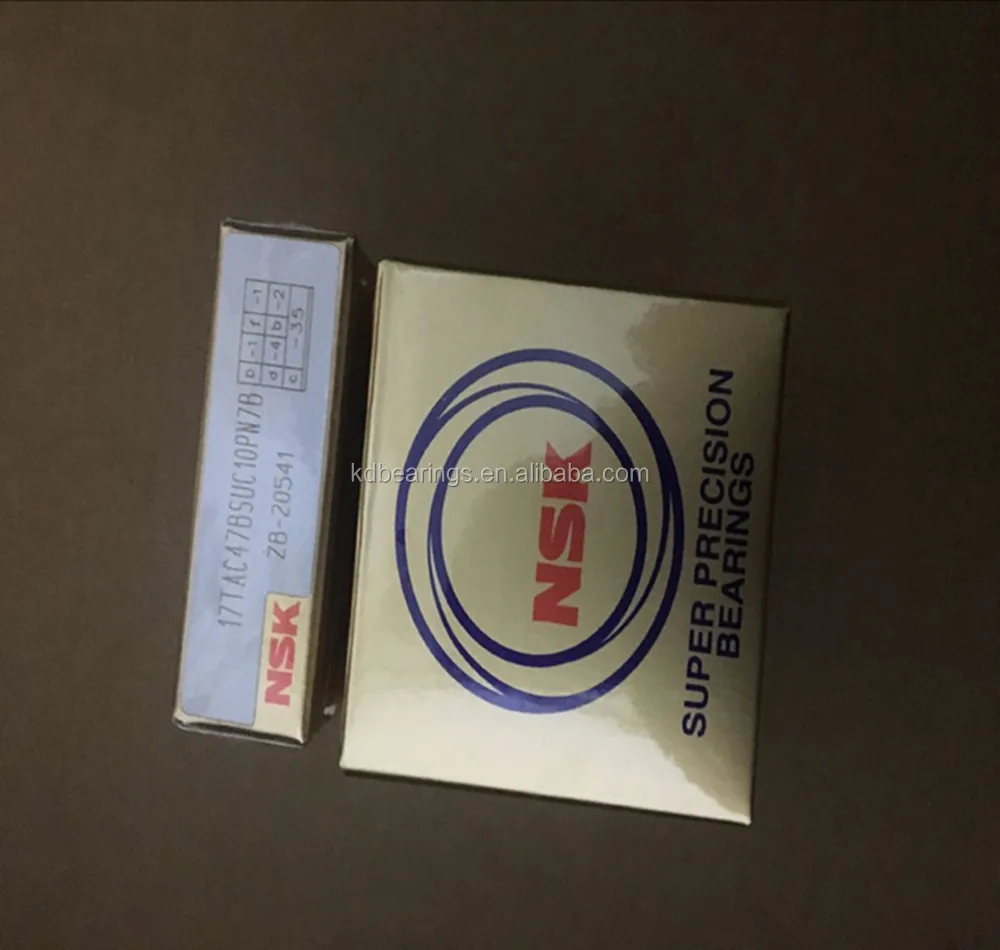 17TAC47BSUC10PN7B
ZB-20541
D -1 f -1
d -4 b -2
c -35
NSK
NSK
SUPER PRECISION
BEARINGS
kdbearings.en.alibaba.com